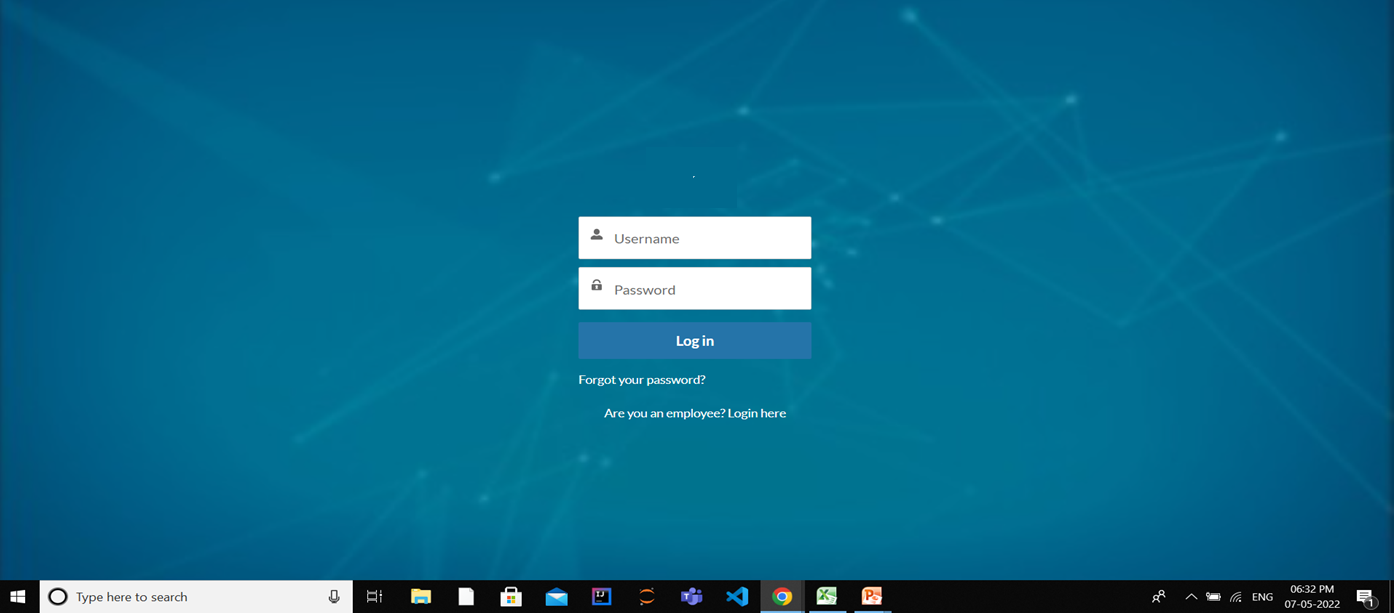 Username
Password
Log in
Forgot your password?
Are you an employee? Login here
Type here to search
ENG
06:32 PM
07-05-2022
1